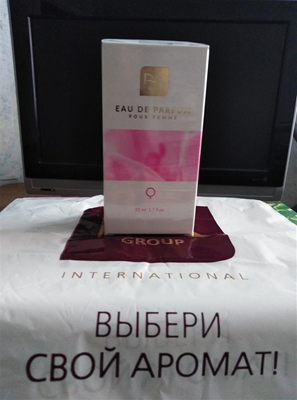 EAU DE PARFUM
POUR FEMME
GROUP
INTERNATIONAL
ВЫБЕРИ
СВОЙ АРОМАТ!